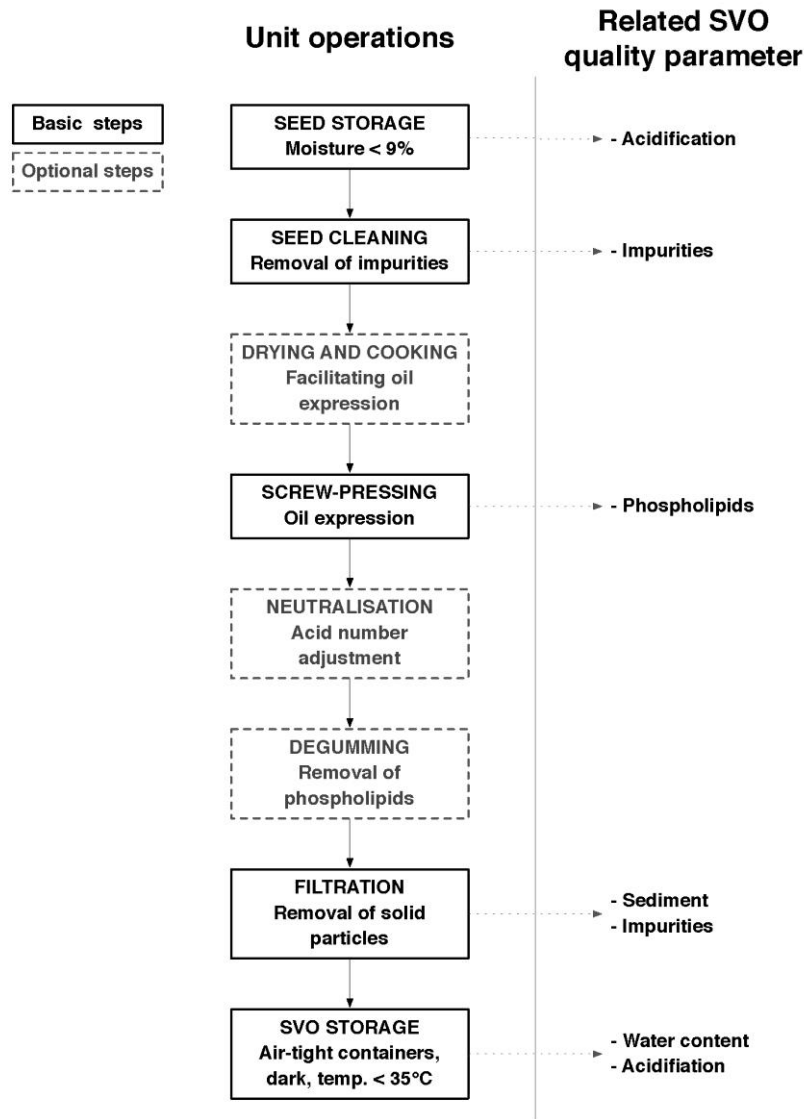 Unit operations
Related SVO
quality parameter
Basic steps
Optional steps
SEED STORAGE
Moisture < 9%
- Acidification
SEED CLEANING
Removal of impurities
- Impurities
DRYING AND COOKING
Facilitating oil
expression
SCREW-PRESSING
Oil expression
- Phospholipids
NEUTRALISATION
Acid number
adjustment
DEGUMMING
Removal of
phospholipids
FILTRATION
Removal of solid
particles
- Sediment
- Impurities
SVO STORAGE
Air-tight containers,
dark, temp. < 35°C
- Water content
- Acidifiation